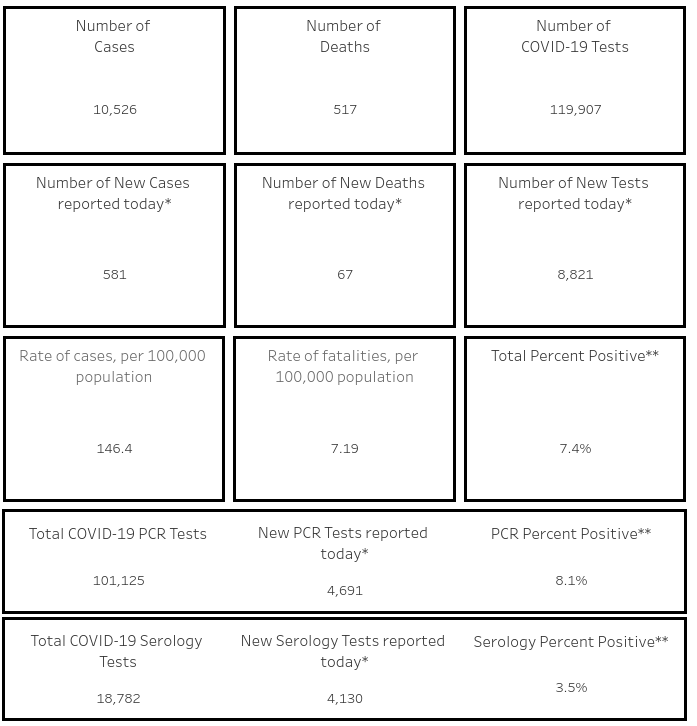 Number of
Cases
10,526
Number of
Deaths
517
Number of
COVID-19 Tests
119,907
Number of New Cases
reported today*
581
Number of New Deaths
reported today*
67
Number of New Tests
reported today*
8,821
Rate of cases, per 100,000
population
146.4
Rate of fatalities, per
100,000 population
7.19
Total Percent Positive**
7.4%
Total COVID-19 PCR Tests
101,125
New PCR Tests reported
today*
4,691
PCR Percent Positive**
8.1%
Total COVID-19 Serology
Tests
18,782
New Serology Tests reported
today*
4,130
Serology Percent Positive**
3.5%